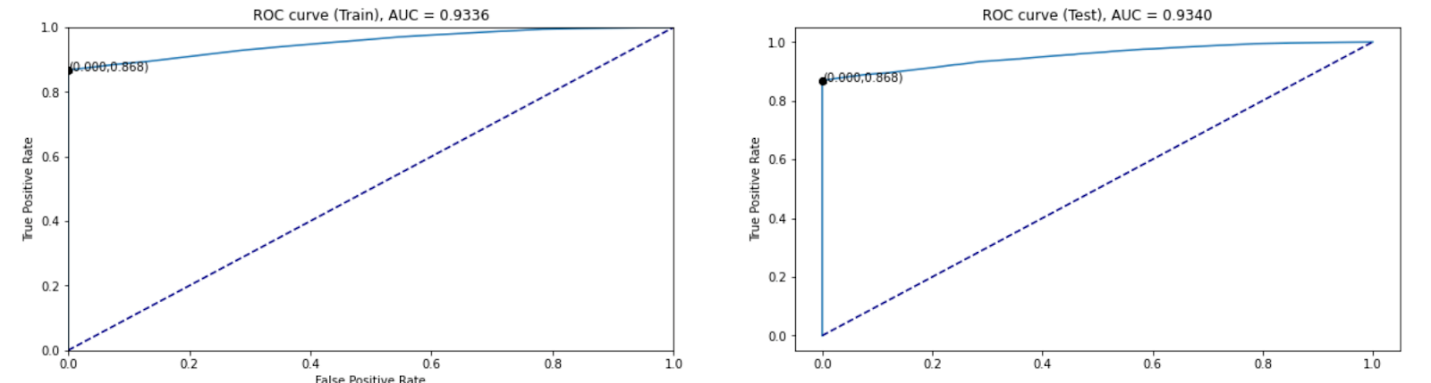 ROC curve (Train), AUC = 0.9336
1.0
(0.000,0.868)
0.8
True Positive Rate
0.6
0.4
0.2
0.0
0.0 0.2 0.4 0.6 0.8 1.0
False Positive Rate
ROC curve (Test), AUC = 0.9340
1.0
(0.000,0.868)
0.8
True Positive Rate
0.6
0.4
0.2
0.0
0.0 0.2 0.4 0.6 0.8 1.0